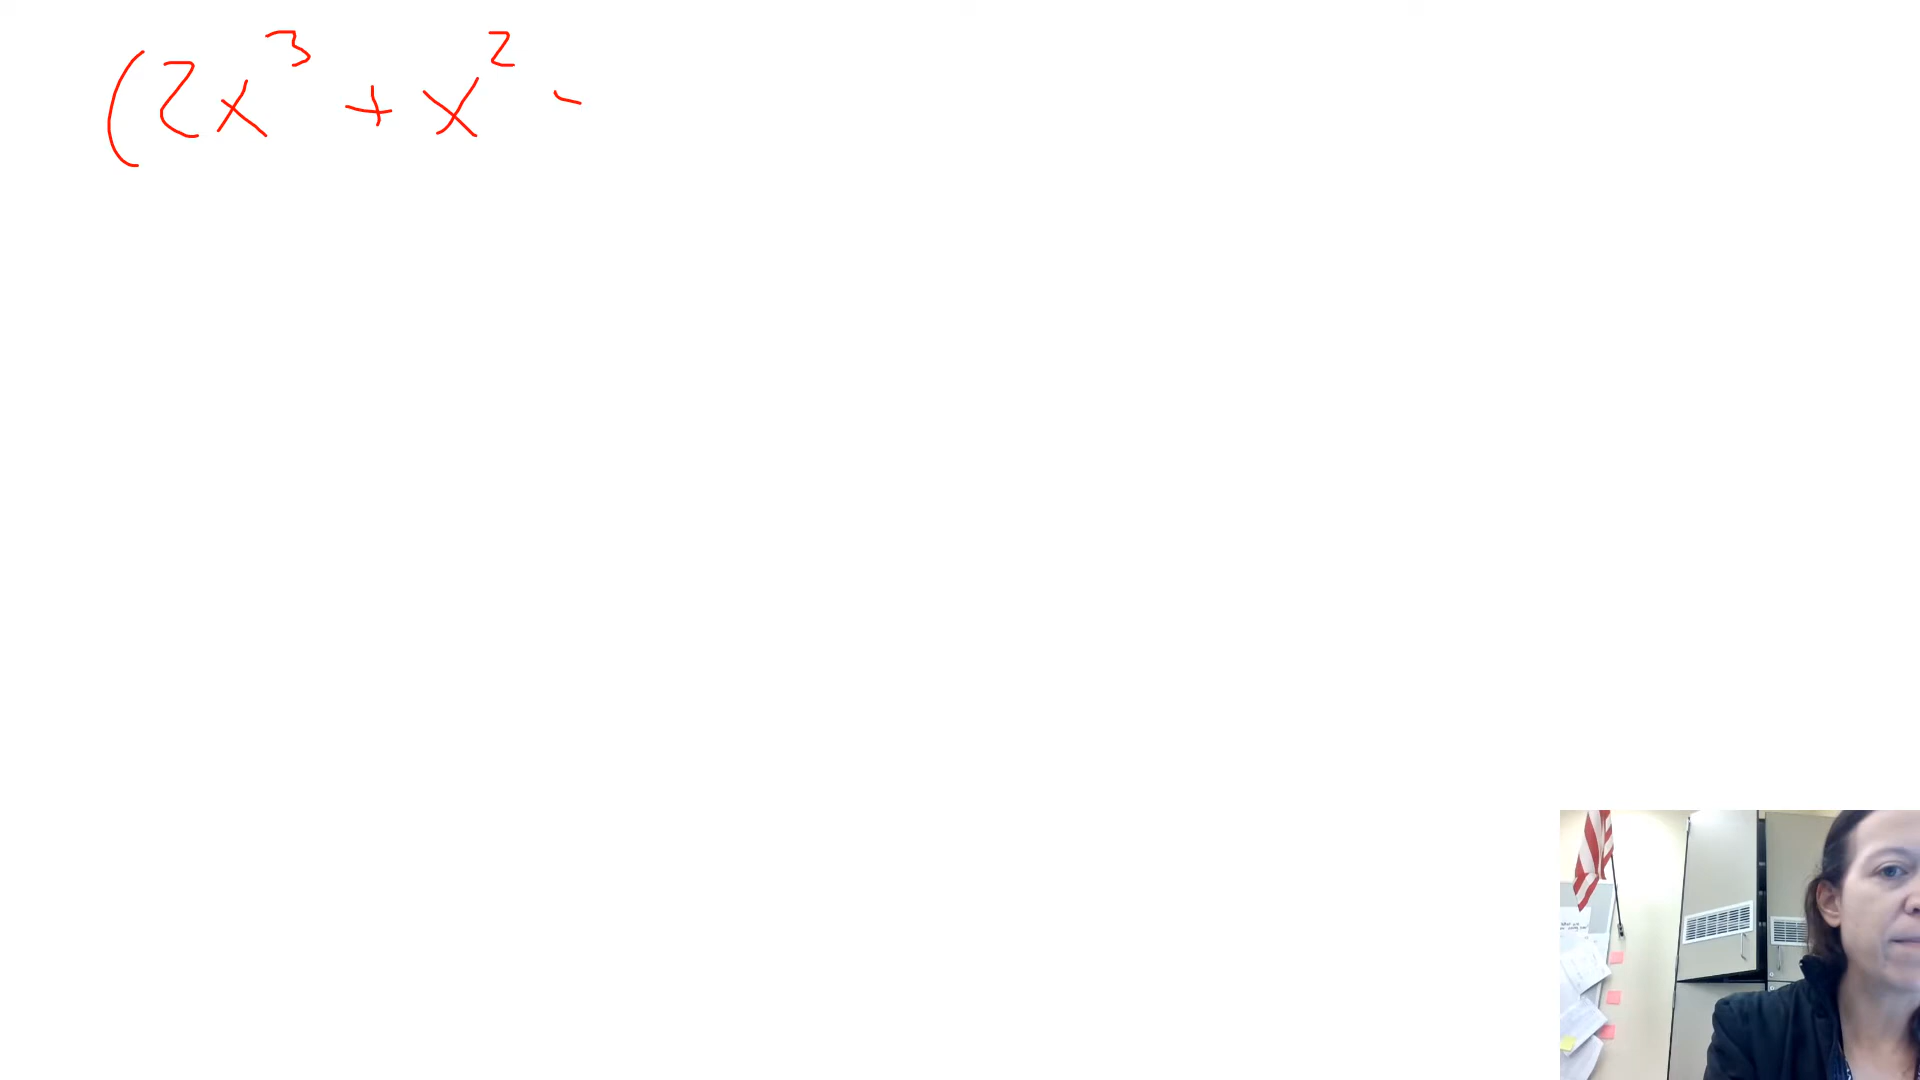 (2x³ + x² -